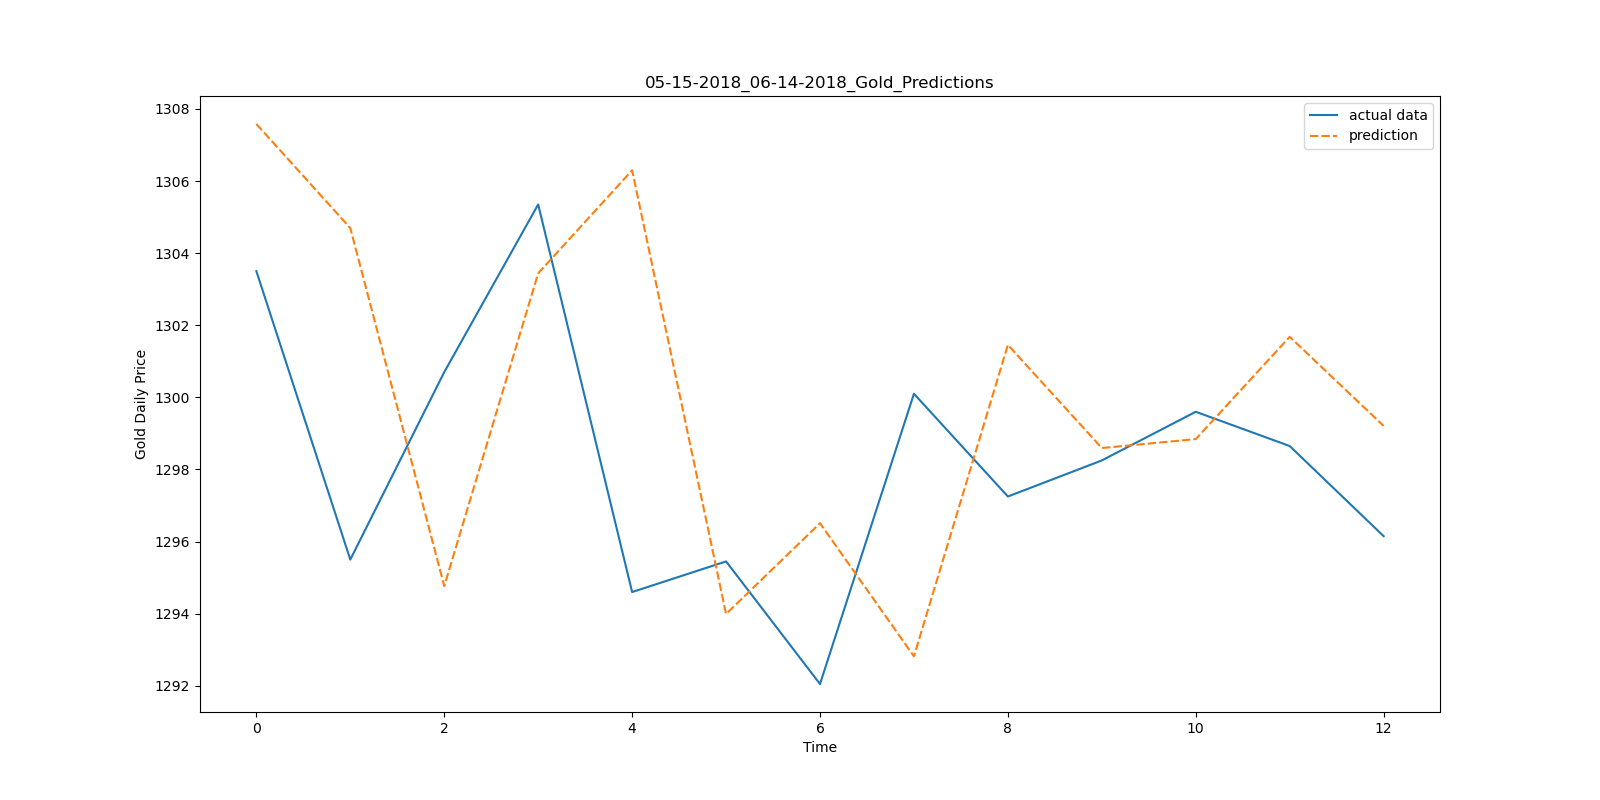 05-15-2018_06-14-2018_Gold_Predictions
actual data
prediction
1308
1306
1304
1302
1300
1298
1296
1294
1292
Gold Daily Price
0 2 4 6 8 10 12
Time